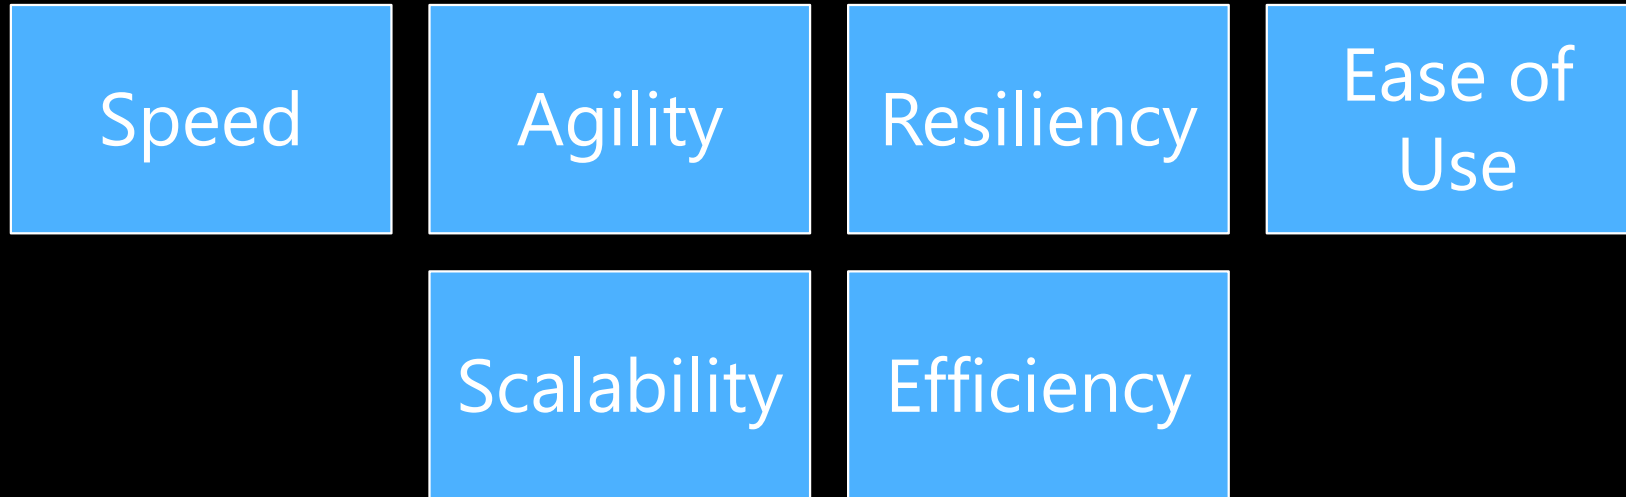 Speed
Agility
Resiliency
Ease of
Use
Scalability
Efficiency